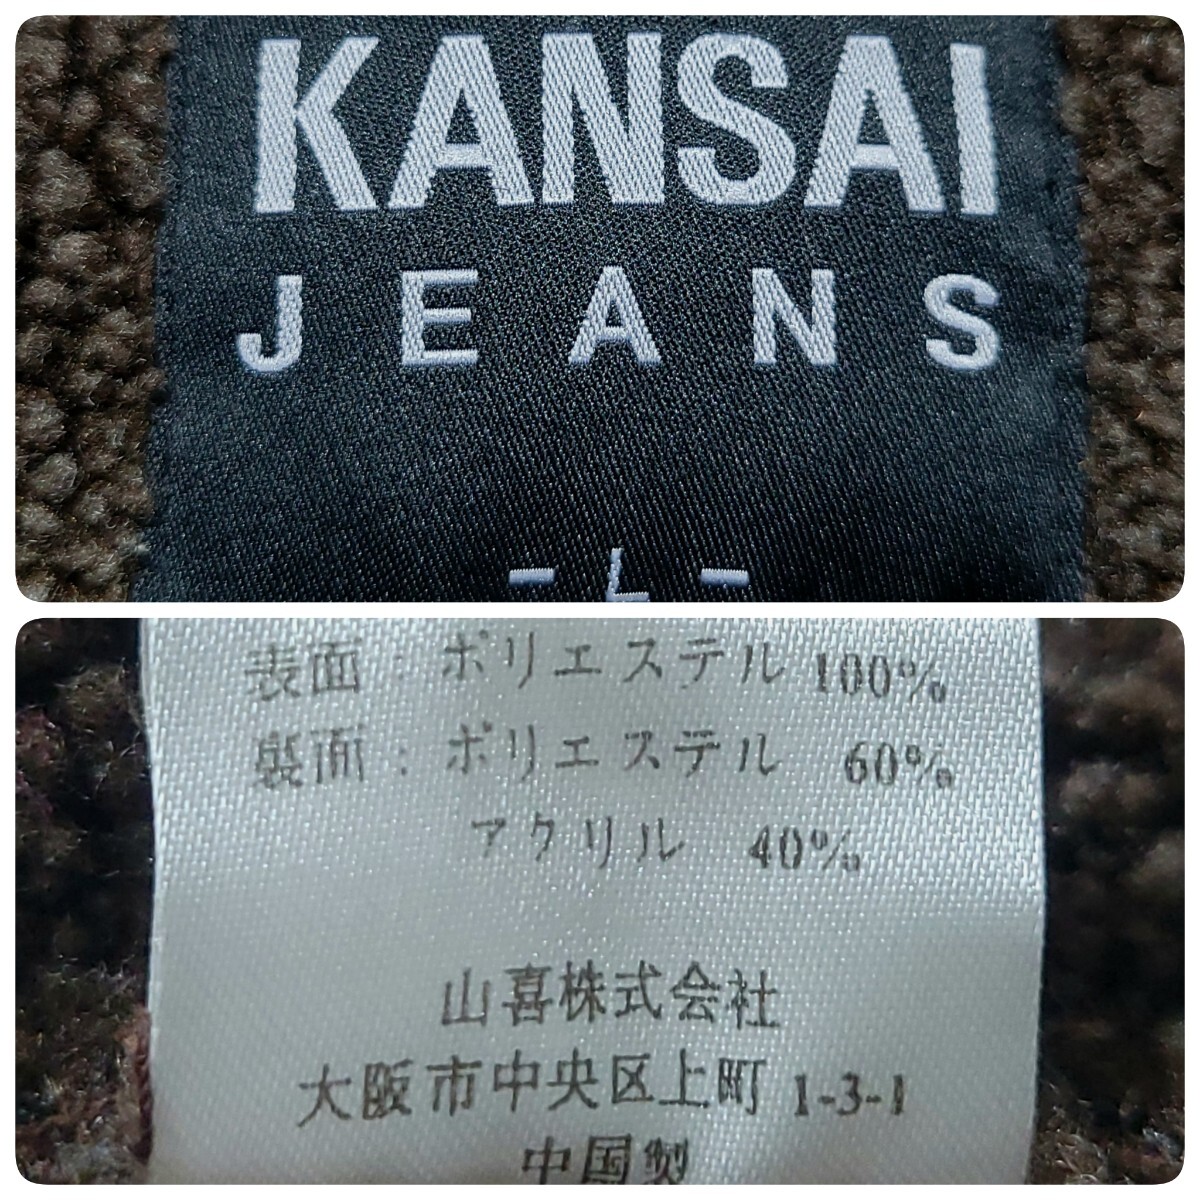 KANSAI
JEANS
- L -
表面：ポリエステル 100%
裏面：ポリエステル 60%
アクリル 40%
山喜株式会社
大阪市中央区上町 1-3-1
中国製